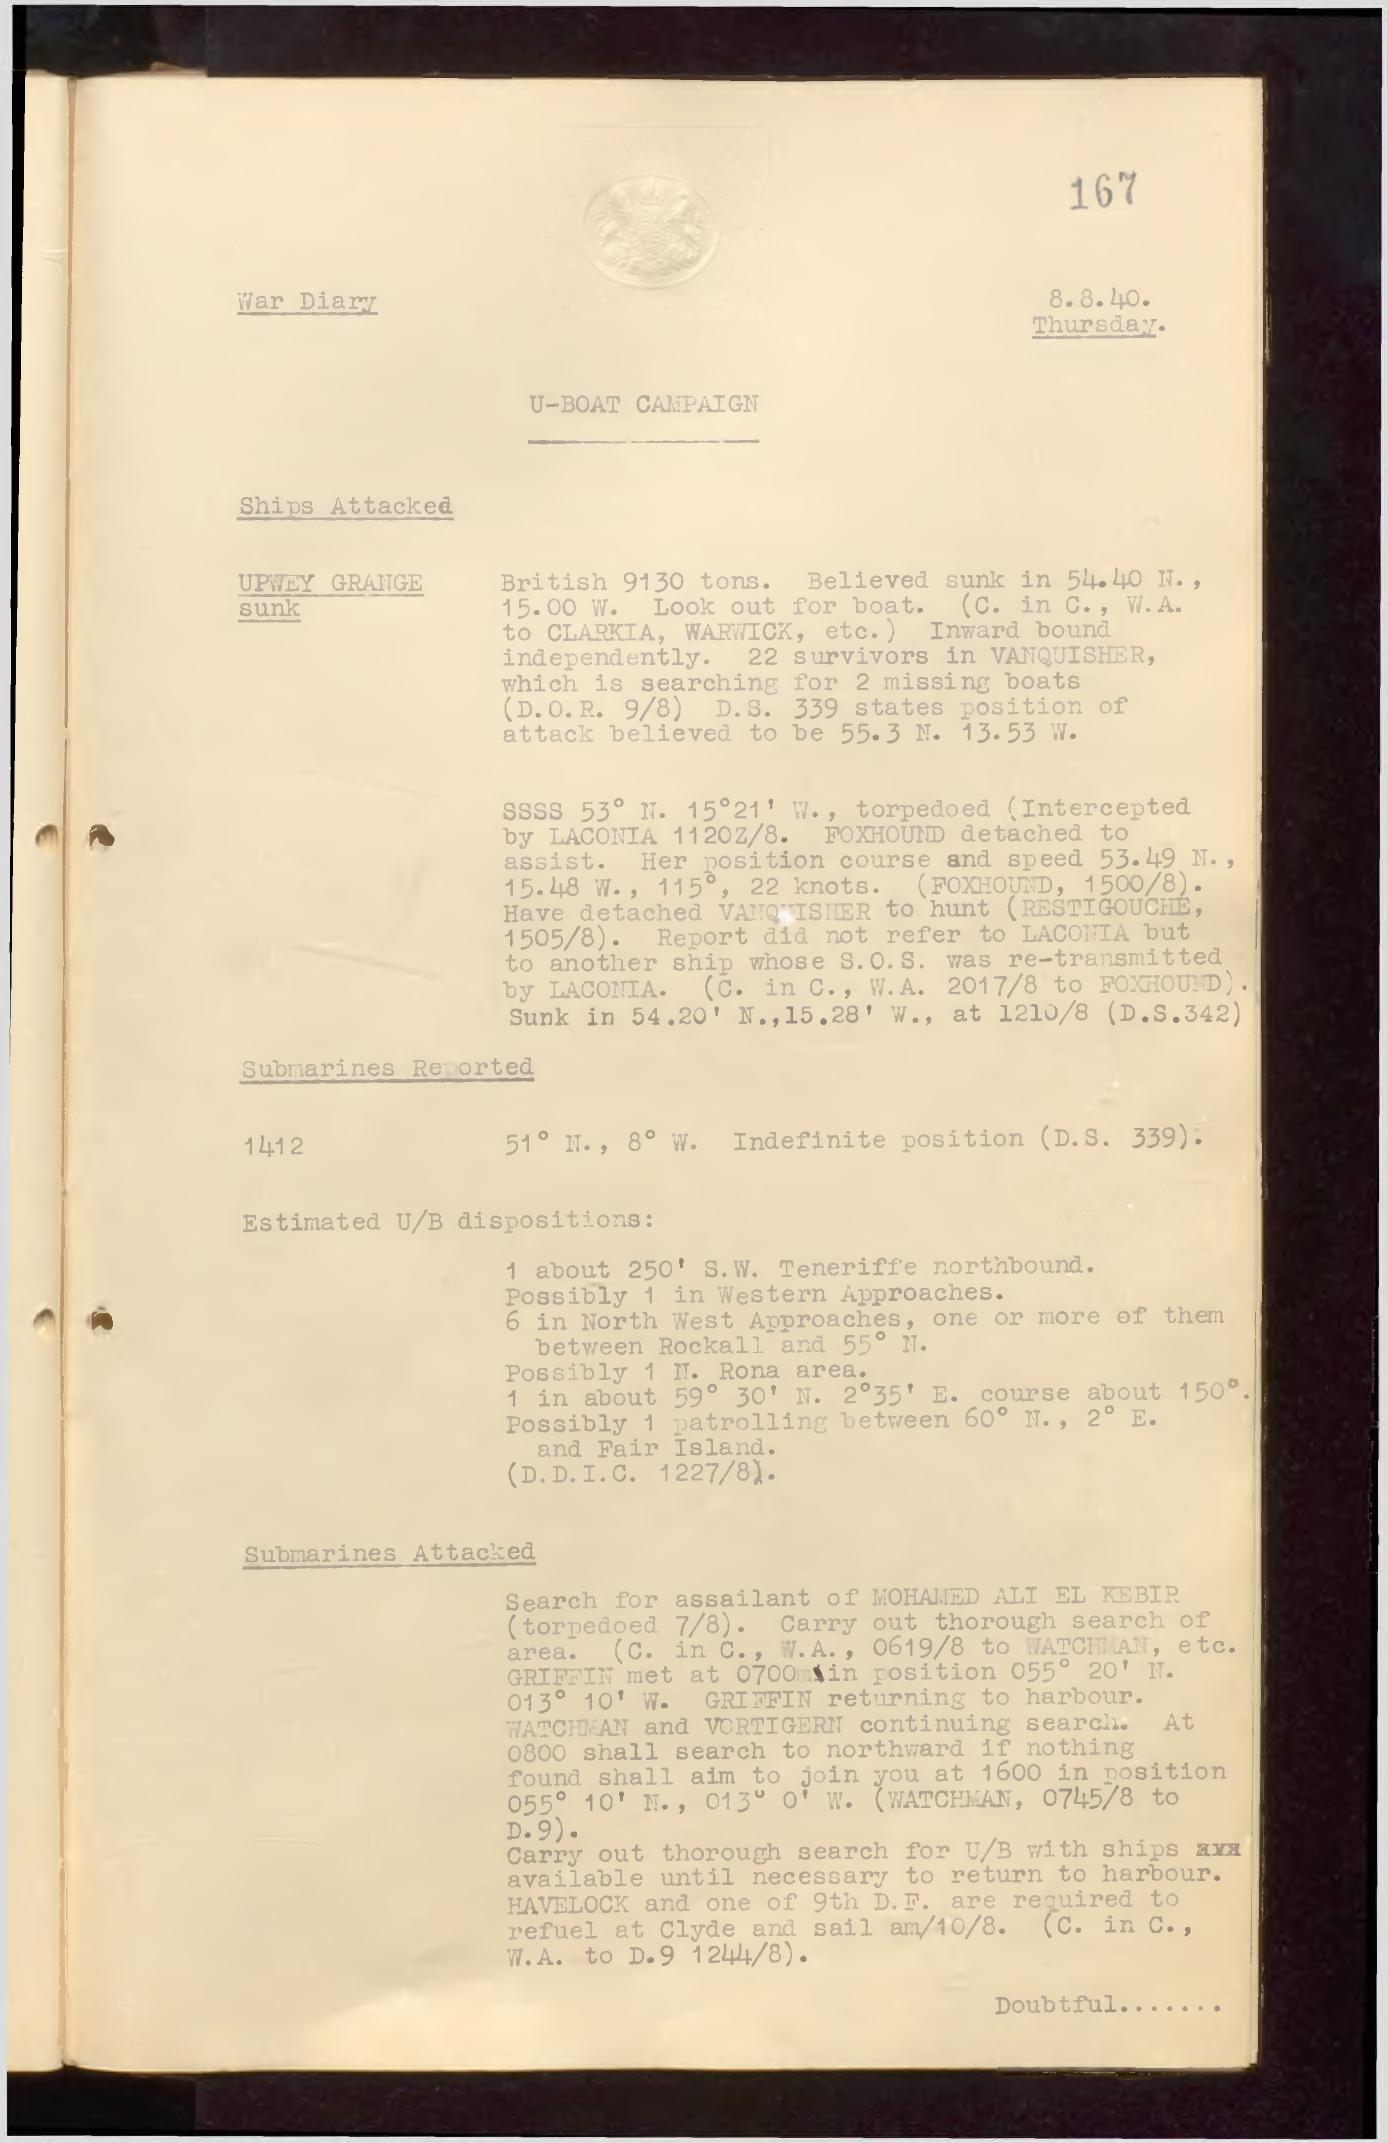 167
War Diary
8.8.40.
Thursday.
U-BOAT CAMPAIGN
Ships Attacked
UPWEY GRANGE
sunk
British 9130 tons. Believed sunk in 54.40 N.,
15.00 W. Look out for boat. (C. in C., W.A.
to CLARKIA, WARWICK, etc.) Inward bound
independently. 22 survivors in VANQUISHER,
which is searching for 2 missing boats
(D.O.R. 9/8) D.S. 339 states position of
attack believed to be 55.3 N. 13.53 W.
SSSS 53° N. 15°21' W., torpedoed (Intercepted
by LACONIA 1120Z/8. FOXHOUND detached to
assist. Her position course and speed 53.49 N.,
15.48 W., 115°, 22 knots. (FOXHOUND, 1500/8).
Have detached VANQUISHER to hunt (RESTIGOUCHE,
1505/8). Report did not refer to LACONIA but
to another ship whose S.O.S. was re-transmitted
by LACONIA. (C. in C., W.A. 2017/8 to FOXHOUND).
Sunk in 54.20' N.,15.28' W., at 1210/8 (D.S.342)
Submarines Reported
1412
51° N., 8° W. Indefinite position (D.S. 339).
Estimated U/B dispositions:
1 about 250' S.W. Teneriffe northbound.
Possibly 1 in Western Approaches.
6 in North West Approaches, one or more of them
between Rockall and 55° N.
Possibly 1 N. Rona area.
1 in about 59° 30' N. 2°35' E. course about 150°.
Possibly 1 patrolling between 60° N., 2° E.
and Fair Island.
(D.D.I.C. 1227/8).
Submarines Attacked
Search for assailant of MOHAMED ALI EL KEBIR
(torpedoed 7/8). Carry out thorough search of
area. (C. in C., W.A., 0619/8 to WATCHMAN, etc.
GRIFFIN met at 0700 in position 055° 20' N.
013° 10' W. GRIFFIN returning to harbour.
WATCHMAN and VORTIGERN continuing search. At
0800 shall search to northward if nothing
found shall aim to join you at 1600 in position
055° 10' N., 013° 0' W. (WATCHMAN, 0745/8 to
D.9).
Carry out thorough search for U/B with ships
available until necessary to return to harbour.
HAVELOCK and one of 9th D.F. are required to
refuel at Clyde and sail am/10/8. (C. in C.,
W.A. to D.9 1244/8).
Doubtful.......